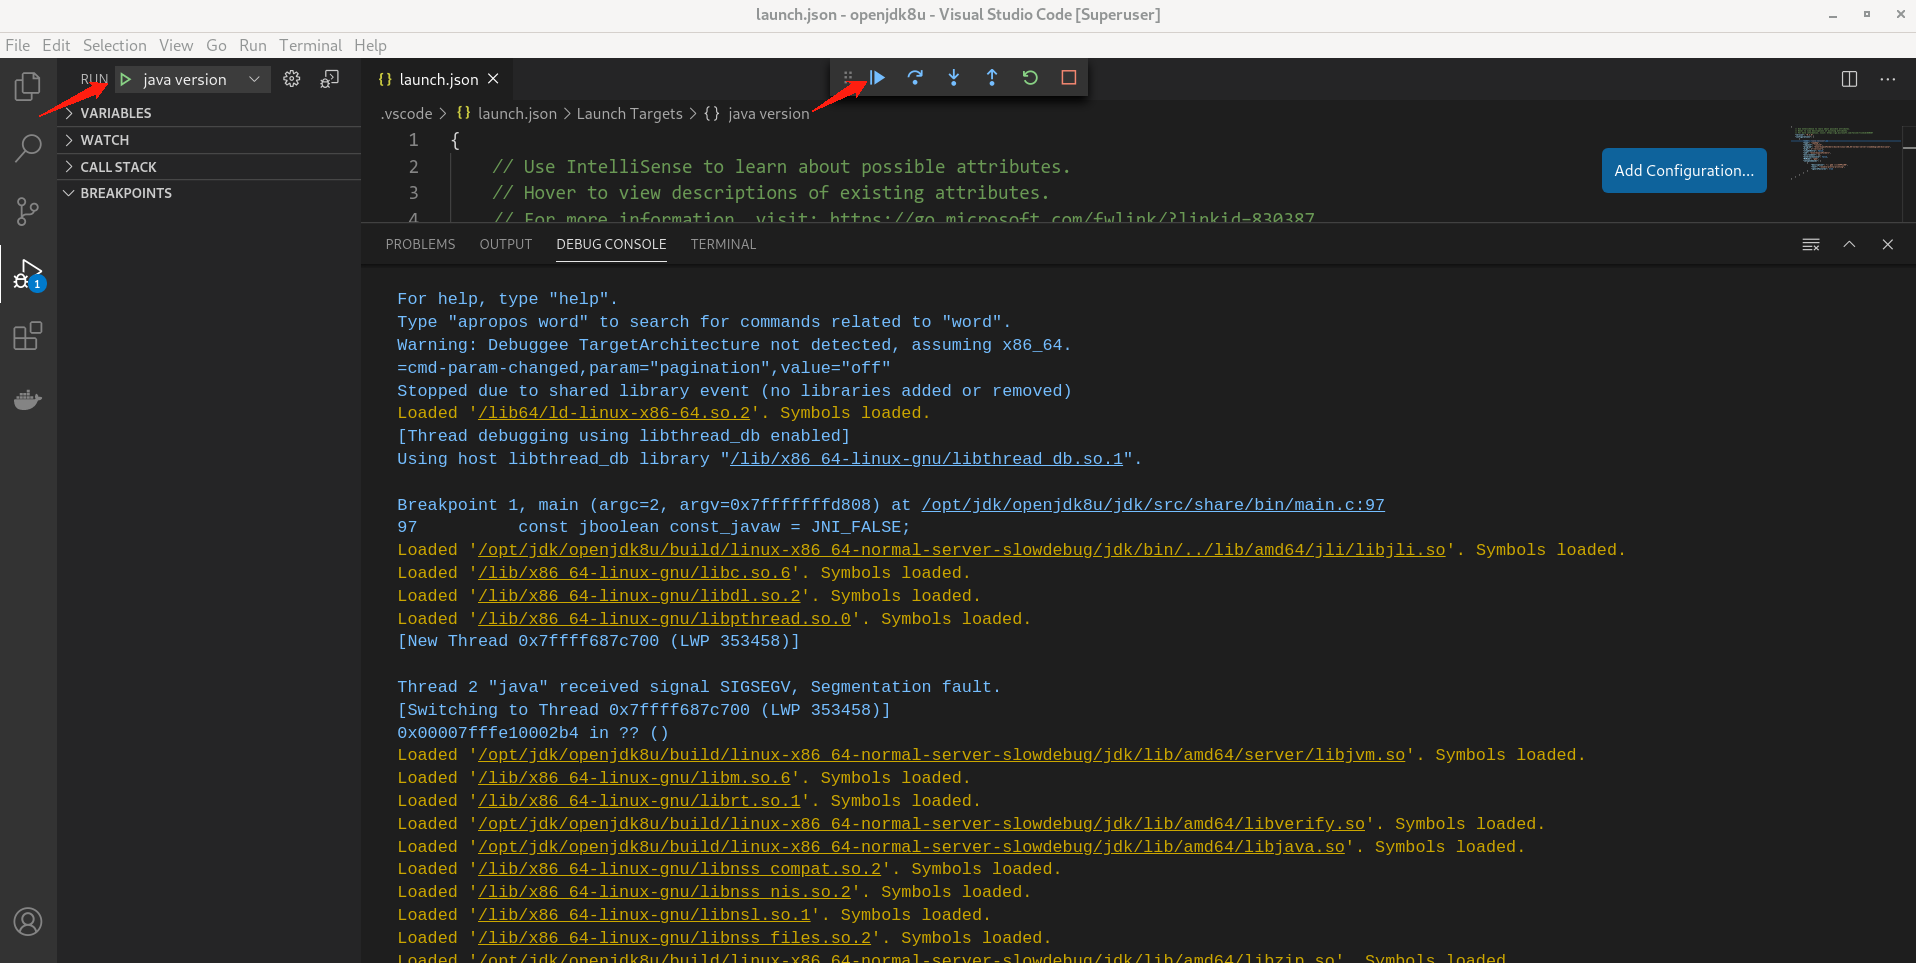 launch.json - openjdk8u - Visual Studio Code [Superuser]
File Edit Selection View Go Run Terminal Help
RUN java version
launch.json
VARIABLES
WATCH
CALL STACK
BREAKPOINTS
1
.vscode > launch.json > Launch Targets > {} java version
1 {
2 // Use IntelliSense to learn about possible attributes.
3 // Hover to view descriptions of existing attributes.
4 // For more information, visit: https://go.microsoft.com/fwlink/?linkid=830387
Add Configuration...
PROBLEMS OUTPUT DEBUG CONSOLE TERMINAL
For help, type "help".
Type "apropos word" to search for commands related to "word".
Warning: Debuggee TargetArchitecture not detected, assuming x86_64.
=cmd-param-changed,param="pagination",value="off"
Stopped due to shared library event (no libraries added or removed)
Loaded '/lib64/ld-linux-x86-64.so.2'. Symbols loaded.
[Thread debugging using libthread_db enabled]
Using host libthread_db library "/lib/x86_64-linux-gnu/libthread_db.so.1".
Breakpoint 1, main (argc=2, argv=0x7fffffffd808) at /opt/jdk/openjdk8u/jdk/src/share/bin/main.c:97
97 const jboolean const_javaw = JNI_FALSE;
Loaded '/opt/jdk/openjdk8u/build/linux-x86_64-normal-server-slowdebug/jdk/bin/../lib/amd64/jli/libjli.so'. Symbols loaded.
Loaded '/lib/x86_64-linux-gnu/libc.so.6'. Symbols loaded.
Loaded '/lib/x86_64-linux-gnu/libdl.so.2'. Symbols loaded.
Loaded '/lib/x86_64-linux-gnu/libpthread.so.0'. Symbols loaded.
[New Thread 0x7ffff687c700 (LWP 353458)]
Thread 2 "java" received signal SIGSEGV, Segmentation fault.
[Switching to Thread 0x7ffff687c700 (LWP 353458)]
0x00007fffe10002b4 in ?? ()
Loaded '/opt/jdk/openjdk8u/build/linux-x86_64-normal-server-slowdebug/jdk/lib/amd64/server/libjvm.so'. Symbols loaded.
Loaded '/lib/x86_64-linux-gnu/libm.so.6'. Symbols loaded.
Loaded '/lib/x86_64-linux-gnu/librt.so.1'. Symbols loaded.
Loaded '/opt/jdk/openjdk8u/build/linux-x86_64-normal-server-slowdebug/jdk/lib/amd64/libverify.so'. Symbols loaded.
Loaded '/opt/jdk/openjdk8u/build/linux-x86_64-normal-server-slowdebug/jdk/lib/amd64/libjava.so'. Symbols loaded.
Loaded '/lib/x86_64-linux-gnu/libnss_compat.so.2'. Symbols loaded.
Loaded '/lib/x86_64-linux-gnu/libnss_nis.so.2'. Symbols loaded.
Loaded '/lib/x86_64-linux-gnu/libnsl.so.1'. Symbols loaded.
Loaded '/lib/x86_64-linux-gnu/libnss_files.so.2'. Symbols loaded.
Loaded '/opt/jdk/openjdk8u/build/linux-x86_64-normal-server-slowdebug/jdk/lib/amd64/libzip.so'. Symbols loaded.